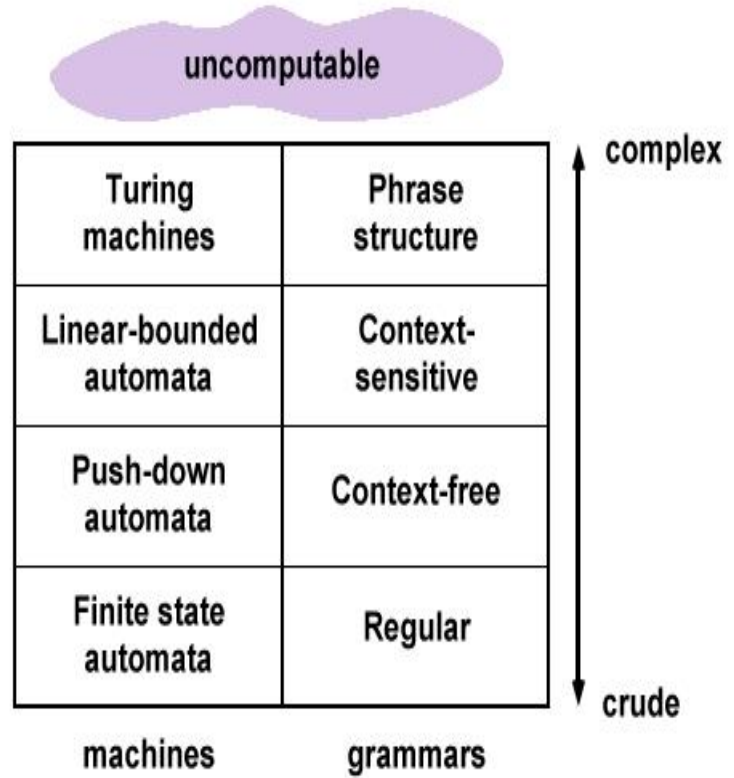 uncomputable
complex
Turing
machines
Phrase
structure
Linear-bounded
automata
Context-
sensitive
Push-down
automata
Context-free
Finite state
automata
Regular
crude
machines
grammars